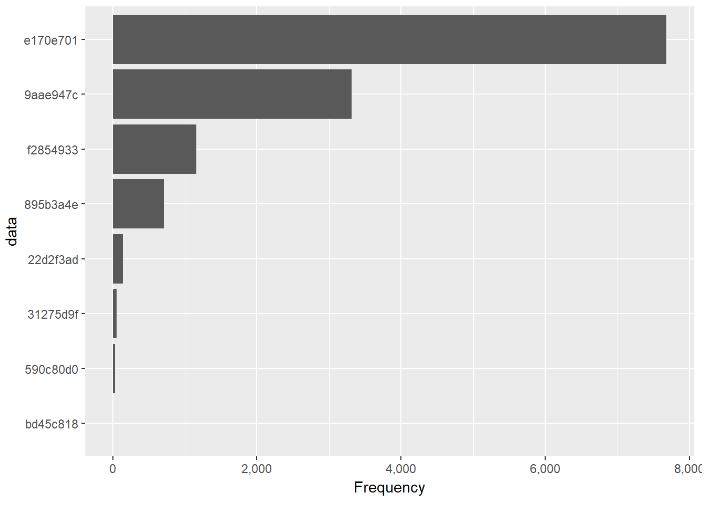 e170e701
9aae947c
f2854933
895b3a4e
22d2f3ad
31275d9f
590c80d0
bd45c818
data
0
2,000
4,000
6,000
8,000
Frequency